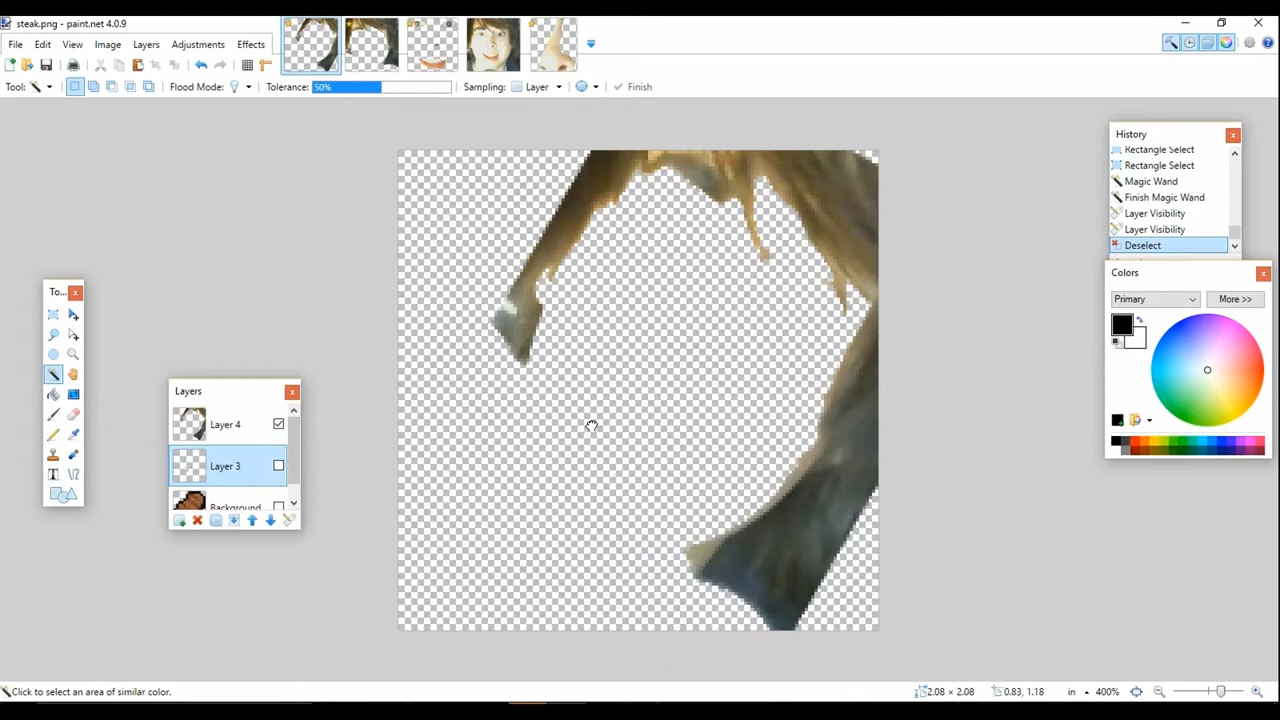 steak.png - paint.net 4.0.9
File Edit View Image Layers Adjustments Effects
Tool: Flood Mode: Tolerance: 50% Sampling: Layer Finish
History
Rectangle Select
Rectangle Select
Magic Wand
Finish Magic Wand
Layer Visibility
Layer Visibility
Deselect
Colors
Primary More >>
To...
Layers
Layer 4
Layer 3
Background
Click to select an area of similar color. 2.08 × 2.08 0.83, 1.18 in 400%